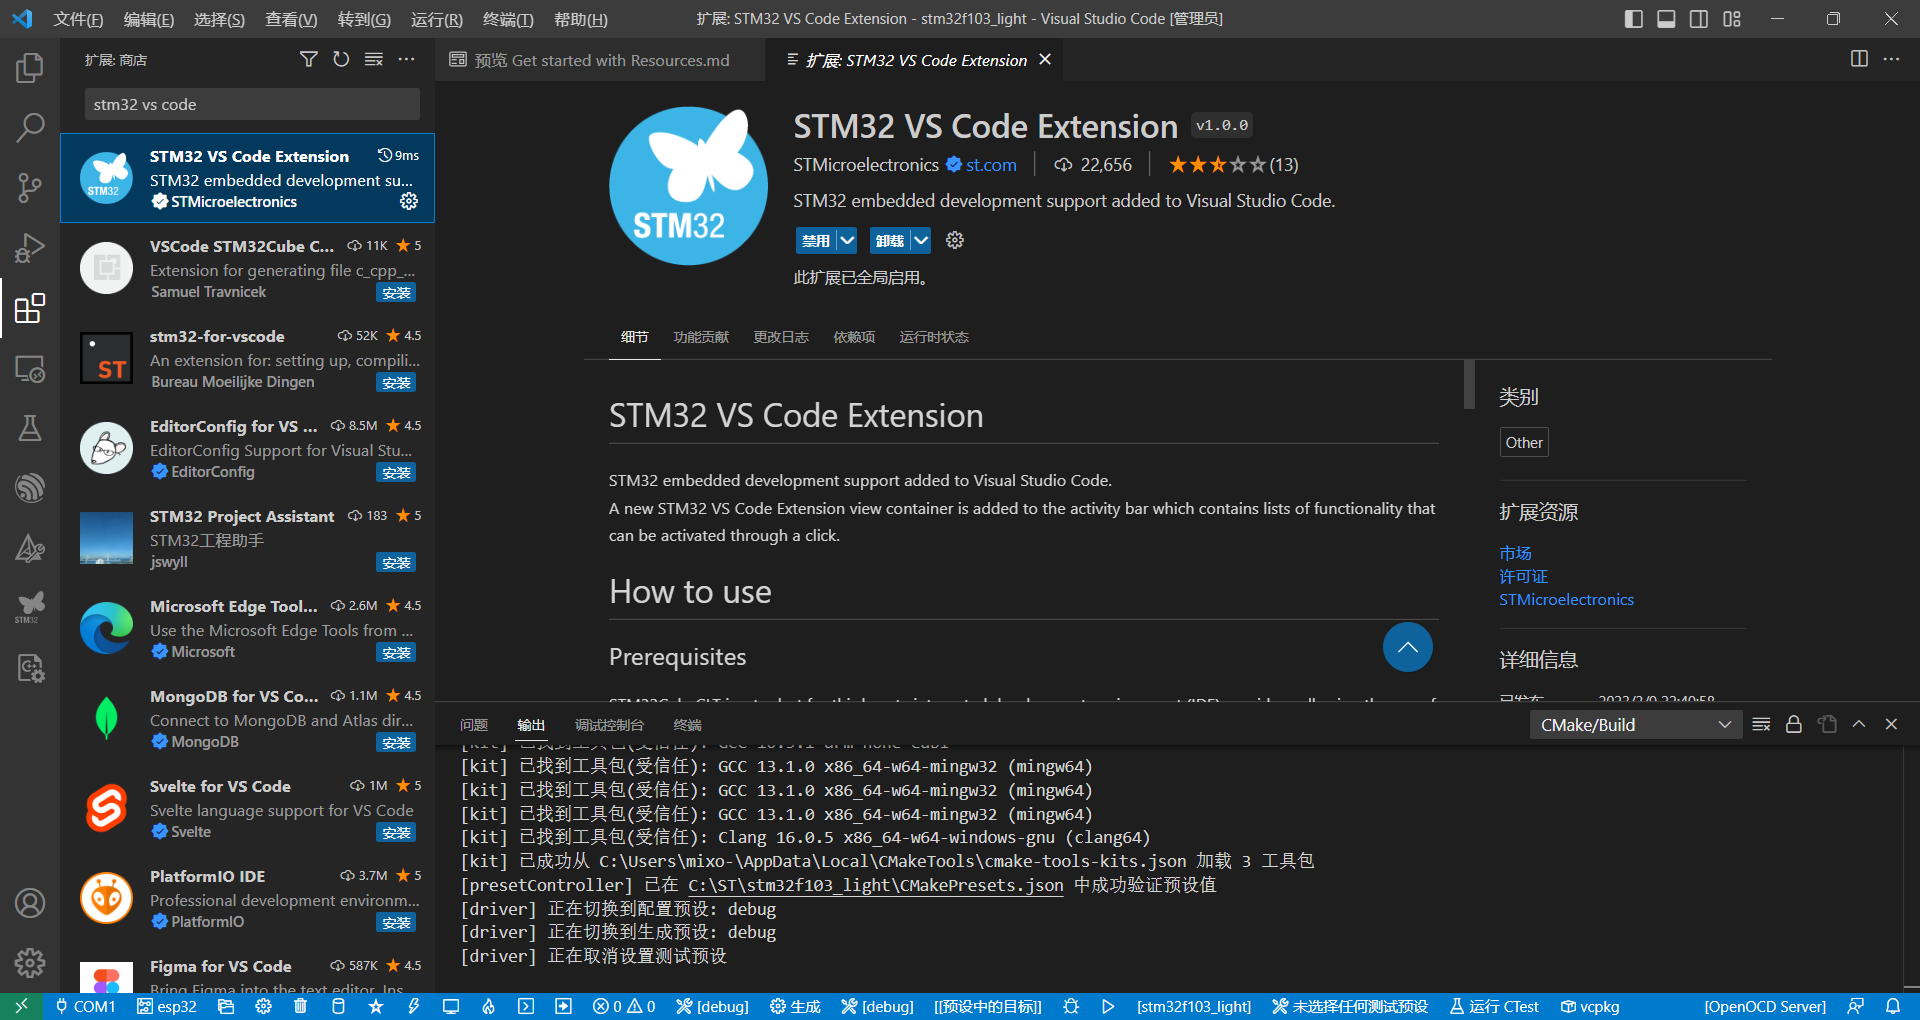 文件(F) 编辑(E) 选择(S) 查看(V) 转到(G) 运行(R) 终端(T) 帮助(H)
扩展: STM32 VS Code Extension - stm32f103_light - Visual Studio Code [管理员]
扩展: 商店
stm32 vs code
STM32 VS Code Extension 9ms
STM32 embedded development su...
STMicroelectronics
VSCode STM32Cube C... 11K 5
Extension for generating file c_cpp_...
Samuel Travnicek 安装
stm32-for-vscode 52K 4.5
An extension for: setting up, compili...
Bureau Moeilijke Dingen 安装
EditorConfig for VS ... 8.5M 4.5
EditorConfig Support for Visual Stu...
EditorConfig 安装
STM32 Project Assistant 183 5
STM32工程助手
jswyll 安装
Microsoft Edge Tool... 2.6M 4.5
Use the Microsoft Edge Tools from ...
Microsoft 安装
MongoDB for VS Co... 1.1M 4.5
Connect to MongoDB and Atlas dir...
MongoDB 安装
Svelte for VS Code 1M 5
Svelte language support for VS Code
Svelte 安装
PlatformIO IDE 3.7M 5
Professional development environm...
PlatformIO 安装
Figma for VS Code 587K 4.5
Bring Figma into the text editor. Ins...
STM32
STM32
ST
预览 Get started with Resources.md
扩展: STM32 VS Code Extension
STM32
STM32 VS Code Extension v1.0.0
STMicroelectronics st.com 22,656 (13)
STM32 embedded development support added to Visual Studio Code.
禁用 卸载
此扩展已全局启用。
细节 功能贡献 更改日志 依赖项 运行时状态
STM32 VS Code Extension
STM32 embedded development support added to Visual Studio Code.
A new STM32 VS Code Extension view container is added to the activity bar which contains lists of functionality that
can be activated through a click.
How to use
Prerequisites
类别
Other
扩展资源
市场
许可证
STMicroelectronics
详细信息
问题 输出 调试控制台 终端
CMake/Build
[kit] 已找到工具包(受信任): GCC 13.1.0 x86_64-w64-mingw32 (mingw64)
[kit] 已找到工具包(受信任): GCC 13.1.0 x86_64-w64-mingw32 (mingw64)
[kit] 已找到工具包(受信任): GCC 13.1.0 x86_64-w64-mingw32 (mingw64)
[kit] 已找到工具包(受信任): Clang 16.0.5 x86_64-w64-windows-gnu (clang64)
[kit] 已成功从 C:\Users\mixo-\AppData\Local\CMakeTools\cmake-tools-kits.json 加载 3 工具包
[presetController] 已在 C:\ST\stm32f103_light\CMakePresets.json 中成功验证预设值
[driver] 正在切换到配置预设: debug
[driver] 正在切换到生成预设: debug
[driver] 正在取消设置测试预设
COM1 esp32 0 0 [debug] 生成 [debug] [[预设中的目标]] [stm32f103_light] 未选择任何测试预设 运行 CTest vcpkg [OpenOCD Server]